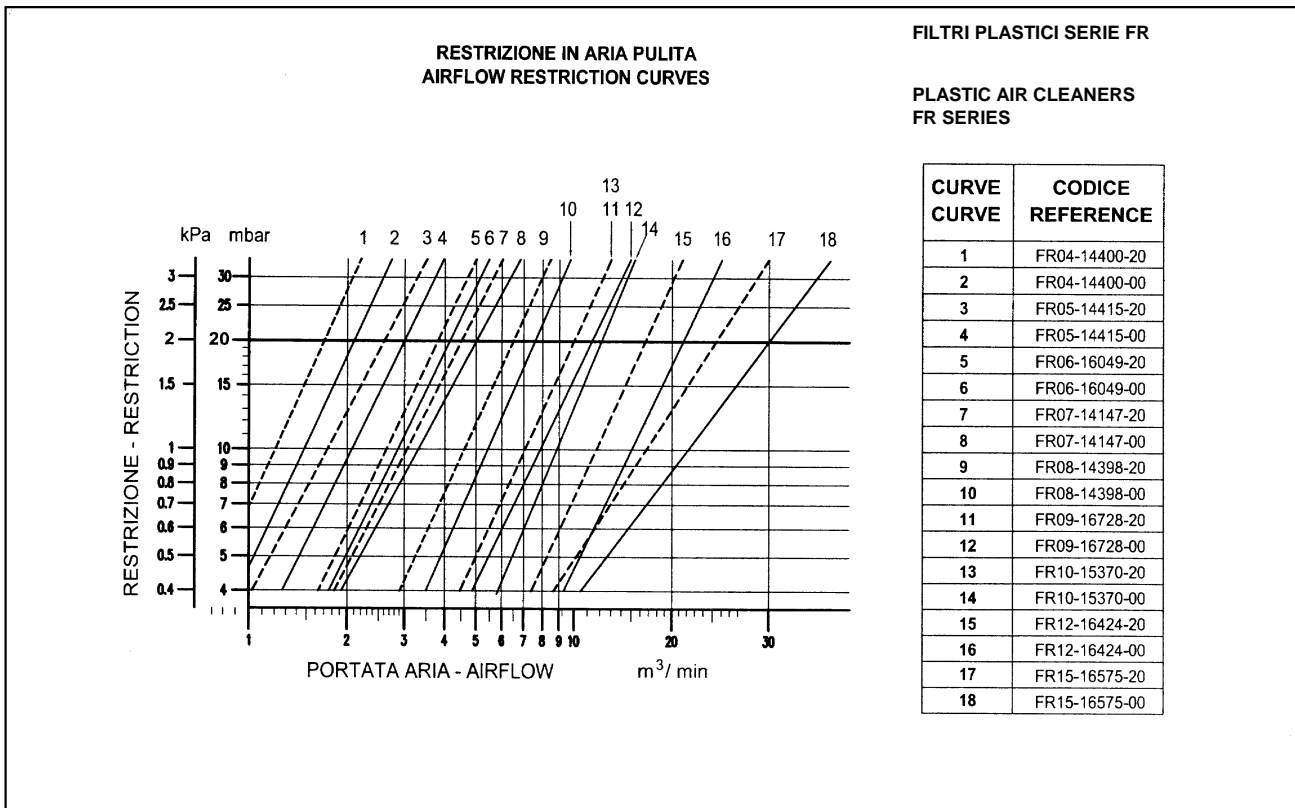 RESTRIZIONE IN ARIA PULITA
AIRFLOW RESTRICTION CURVES
FILTRI PLASTICI SERIE FR
PLASTIC AIR CLEANERS
FR SERIES
13
10 11 12 14
kPa mbar 1 2 3 4 5 6 7 8 9 15 16 17 18
3 30
2.5 25
2 20
1.5 15
1 10
0.9 9
0.8 8
0.7 7
0.6 6
0.5 5
0.4 4
RESTRIZIONE - RESTRICTION
1 2 3 4 5 6 7 8 9 10 20 30
PORTATA ARIA - AIRFLOW m³/ min
CURVE CODICE
CURVE REFERENCE
1 FR04-14400-20
2 FR04-14400-00
3 FR05-14415-20
4 FR05-14415-00
5 FR06-16049-20
6 FR06-16049-00
7 FR07-14147-20
8 FR07-14147-00
9 FR08-14398-20
10 FR08-14398-00
11 FR09-16728-20
12 FR09-16728-00
13 FR10-15370-20
14 FR10-15370-00
15 FR12-16424-20
16 FR12-16424-00
17 FR15-16575-20
18 FR15-16575-00